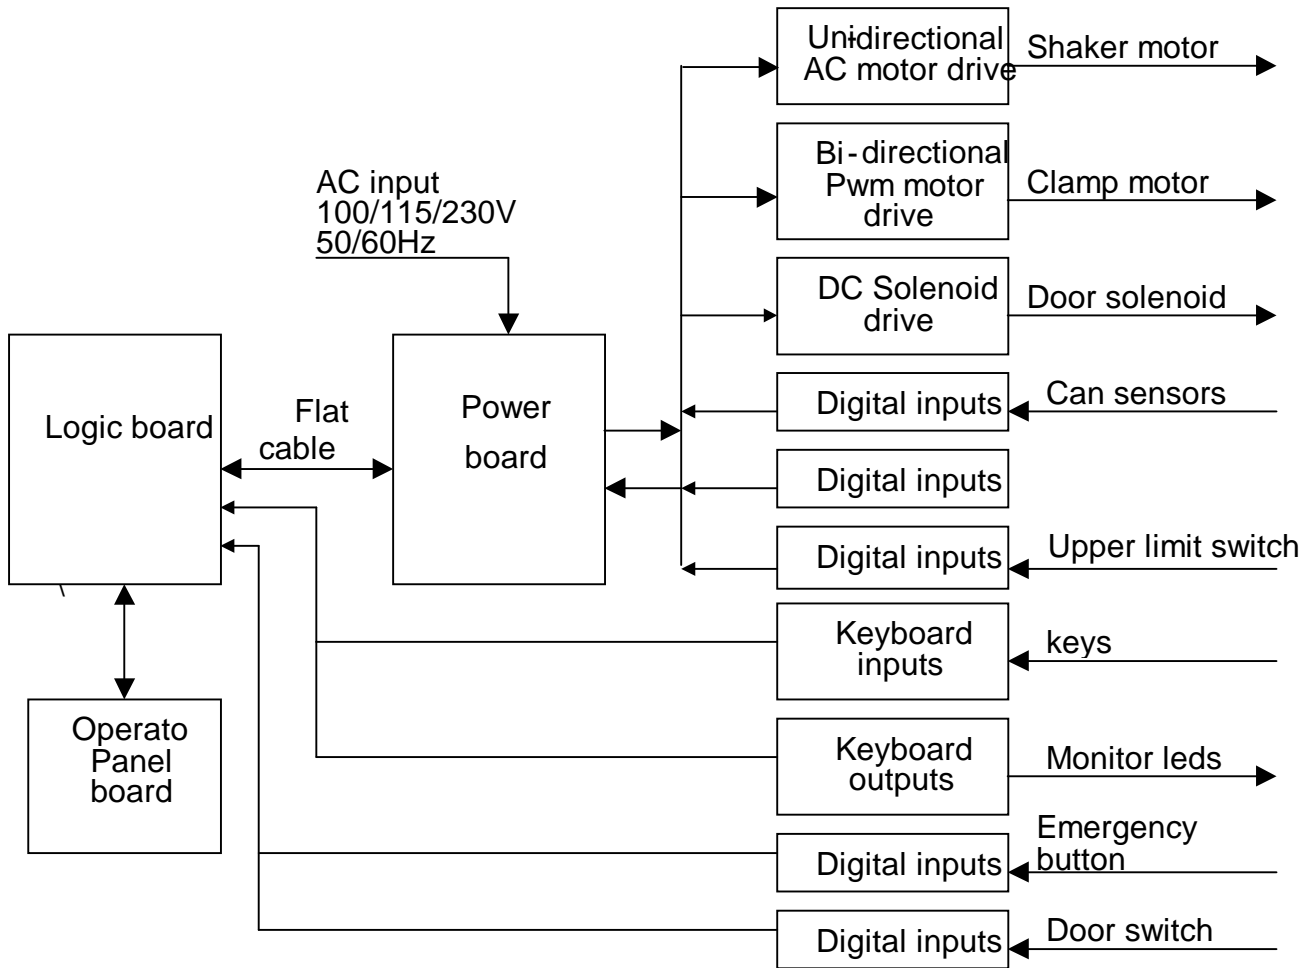 Uni-directional
AC motor drive
Shaker motor
Bi-directional
Pwm motor
drive
Clamp motor
AC input
100/115/230V
50/60Hz
DC Solenoid
drive
Door solenoid
Digital inputs
Can sensors
Logic board
Flat
cable
Power
board
Digital inputs
Digital inputs
Upper limit switch
Keyboard
inputs
keys
Operato
Panel
board
Keyboard
outputs
Monitor leds
Digital inputs
Emergency
button
Digital inputs
Door switch